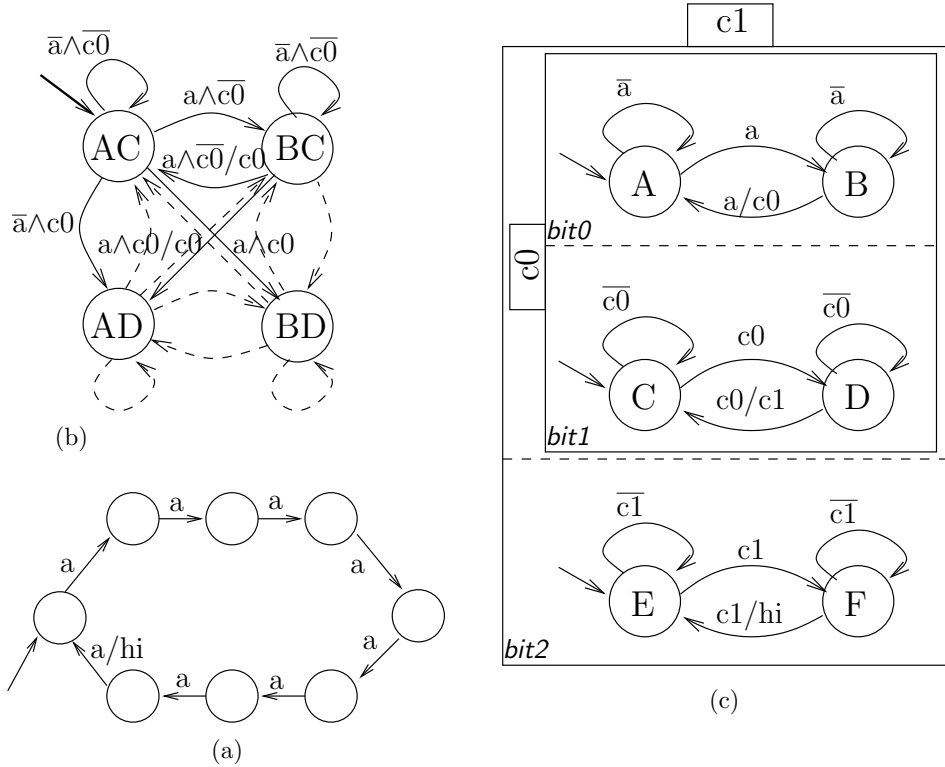 a̅∧c̅0̅
a̅∧c̅0̅
a∧c̅0̅
AC
BC
a∧c̅0̅/c0
a̅∧c0
a∧c0/c0
a∧c0
AD
BD
(b)
a
a
a
a
a
a/hi
a
a
(a)
c1
a̅
a̅
a
A
B
a/c0
bit0
c0
c̅0̅
c̅0̅
c0
C
D
c0/c1
bit1
c̅1̅
c̅1̅
c1
E
F
c1/hi
bit2
(c)